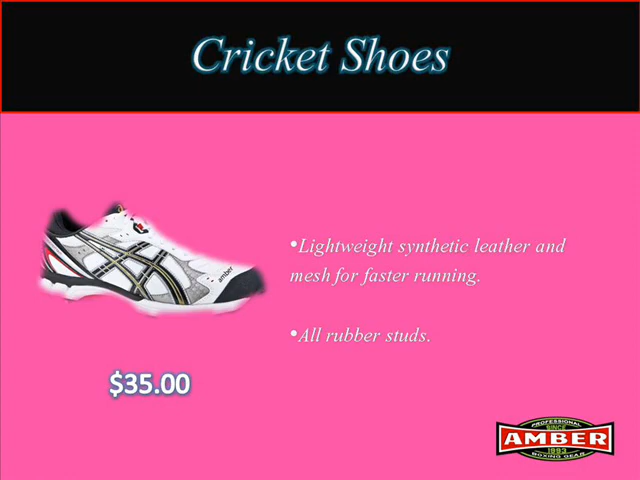 Cricket Shoes
•Lightweight synthetic leather and
mesh for faster running.
•All rubber studs.
amber
$35.00
PROFESSIONAL
SINCE
AMBER
1993
BOXING GEAR